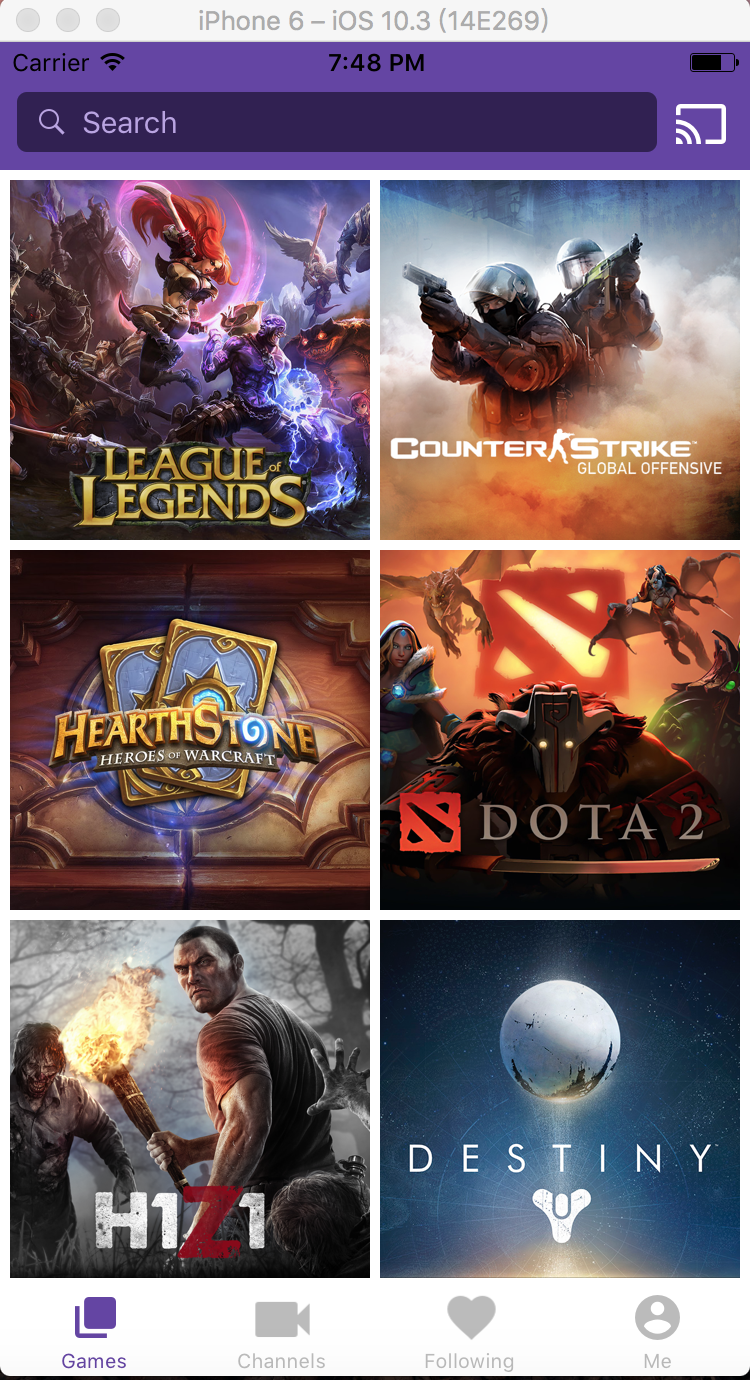 iPhone 6 – iOS 10.3 (14E269)
Carrier
7:48 PM
Search
LEAGUE OF
LEGENDS
COUNTER STRIKE™
GLOBAL OFFENSIVE
HEARTHSTONE
HEROES OF WARCRAFT
DOTA 2
H1Z1
DESTINY
Games
Channels
Following
Me